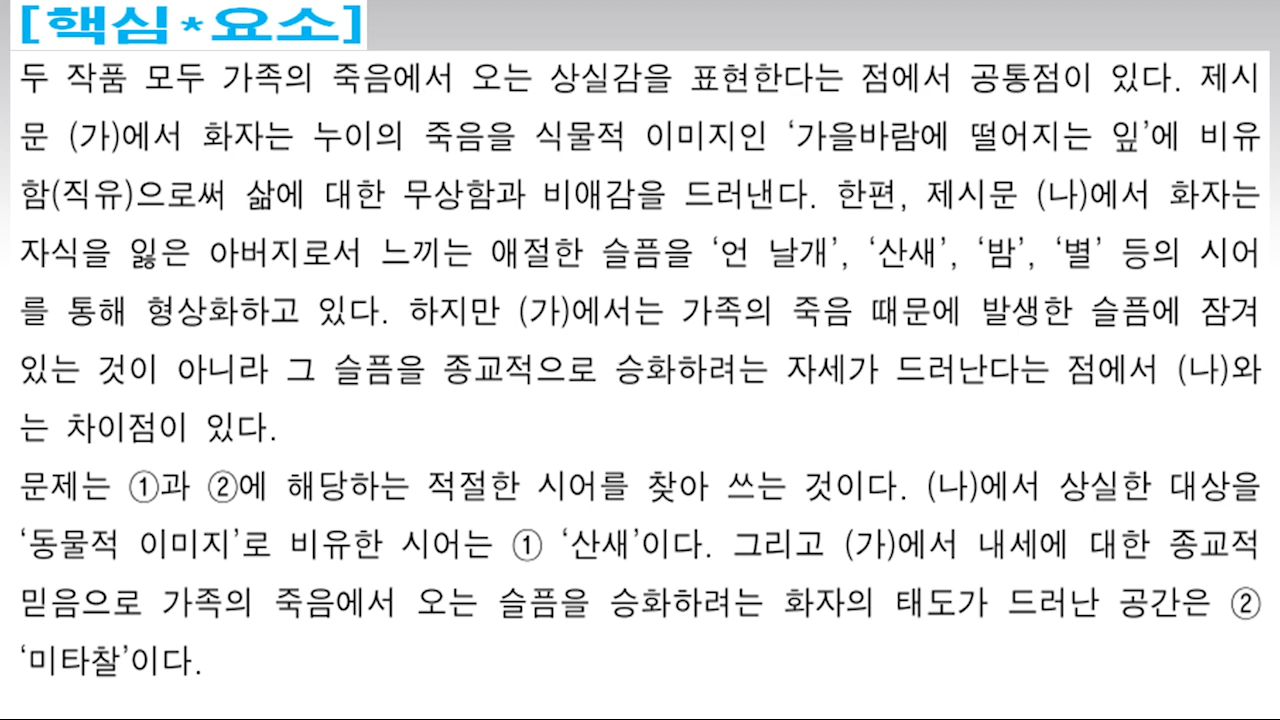 [핵심*요소]
두 작품 모두 가족의 죽음에서 오는 상실감을 표현한다는 점에서 공통점이 있다. 제시
문 (가)에서 화자는 누이의 죽음을 식물적 이미지인 ‘가을바람에 떨어지는 잎’에 비유
함(직유)으로써 삶에 대한 무상함과 비애감을 드러낸다. 한편, 제시문 (나)에서 화자는
자식을 잃은 아버지로서 느끼는 애절한 슬픔을 ‘언 날개’, ‘산새’, ‘밤’, ‘별’ 등의 시어
를 통해 형상화하고 있다. 하지만 (가)에서는 가족의 죽음 때문에 발생한 슬픔에 잠겨
있는 것이 아니라 그 슬픔을 종교적으로 승화하려는 자세가 드러난다는 점에서 (나)와
는 차이점이 있다.
문제는 ①과 ②에 해당하는 적절한 시어를 찾아 쓰는 것이다. (나)에서 상실한 대상을
‘동물적 이미지’로 비유한 시어는 ① ‘산새’이다. 그리고 (가)에서 내세에 대한 종교적
믿음으로 가족의 죽음에서 오는 슬픔을 승화하려는 화자의 태도가 드러난 공간은 ②
‘미타찰’이다.